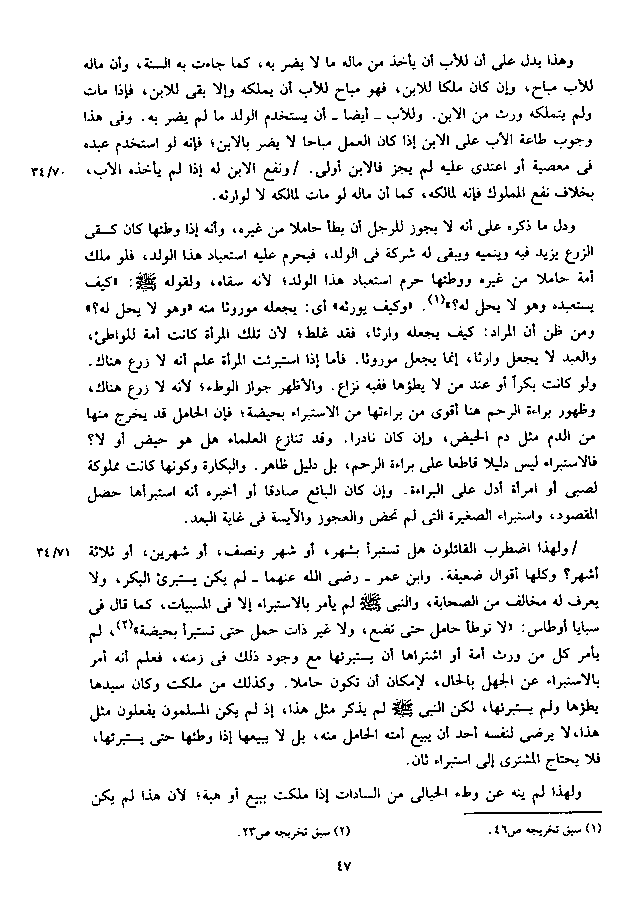 وهذا يدل على أن للأب أن يأخذ من ماله ما لا يضر به، كما جاءت به السنة، وأن ماله
للأب مباح، وإن كان ملكا للابن، فهو مباح للأب أن يملكه وإلا بقى للابن، فإذا مات
ولم يتملكه ورث من الابن. وللأب ـ أيضا ـ أن يستخدم الولد ما لم يضر به. وفى هذا
وجوب طاعة الأب على الابن إذا كان العمل مباحا لا يضر بالابن؛ فإنه لو استخدم عبده
٣٤/٧٠ فى معصية أو اعتدى عليه لم يجز فالابن أولى. / ونفع الابن له إذا لم يأخذه الأب،
بخلاف نفع المملوك فإنه لمالكه، كما أن ماله لو مات لمالكه لا لوارثه.
ودل ما ذكره على أنه لا يجوز للرجل أن يطأ حاملا من غيره، وأنه إذا وطئها كان كسقى
الزرع يزيد فيه وينميه ويبقى له شركة فى الولد، فيحرم عليه استعباد هذا الولد، فلو ملك
أمة حاملا من غيره ووطئها حرم استعباد هذا الولد؛ لأنه سقاه، ولقوله ﷺ: «كيف
يستعبده وهو لا يحل له؟»(١). «وكيف يورثه» أى: يجعله موروثا منه «وهو لا يحل له؟»
ومن ظن أن المراد: كيف يجعله وارثا، فقد غلط؛ لأن تلك المرأة كانت أمة للواطئ،
والعبد لا يجعل وارثا، إنما يجعل موروثا. فأما إذا استبرئت المرأة علم أنه لا زرع هناك.
ولو كانت بكراً أو عند من لا يطؤها ففيه نزاع. والأظهر جواز الوطء؛ لأنه لا زرع هناك،
وظهور براءة الرحم هنا أقوى من براءتها من الاستبراء بحيضة؛ فإن الحامل قد يخرج منها
من الدم مثل دم الحيض، وإن كان نادرا. وقد تنازع العلماء هل هو حيض أو لا؟
فالاستبراء ليس دليلا قاطعا على براءة الرحم، بل دليل ظاهر. والبكارة وكونها كانت مملوكة
لصبى أو امرأة أدل على البراءة. وإن كان البائع صادقا أو أخبره أنه استبرأها حصل
المقصود، واستبراء الصغيرة التى لم تحض والعجوز والآيسة فى غاية البعد.
٣٤/٧١ / ولهذا اضطرب القائلون هل تستبرأ بشهر، أو شهر ونصف، أو شهرين، أو ثلاثة
أشهر؟ وكلها أقوال ضعيفة. وابن عمر ـ رضى الله عنهما ـ لم يكن يستبرئ البكر، ولا
يعرف له مخالف من الصحابة، والنبى ﷺ لم يأمر بالاستبراء إلا فى المسبيات، كما قال فى
سبايا أوطاس: «لا توطأ حامل حتى تضع، ولا غير ذات حمل حتى تستبرأ بحيضة»(٢)، لم
يأمر كل من ورث أمة أو اشتراها أن يستبرئها مع وجود ذلك فى زمنه، فعلم أنه أمر
بالاستبراء عن الجهل بالحال، لإمكان أن تكون حاملا. وكذلك من ملكت وكان سيدها
يطؤها ولم يستبرئها، لكن النبى ﷺ لم يذكر مثل هذا، إذ لم يكن المسلمون يفعلون مثل
هذا،لا يرضى لنفسه أحد أن يبيع أمته الحامل منه، بل لا يبيعها إذا وطئها حتى يستبرئها،
فلا يحتاج المشترى إلى استبراء ثان.
ولهذا لم ينه عن وطء الحبالى من السادات إذا ملكت ببيع أو هبة؛ لأن هذا لم يكن
(١) سبق تخريجه ص٤٦.
(٢) سبق تخريجه ص٢٣.
٤٧